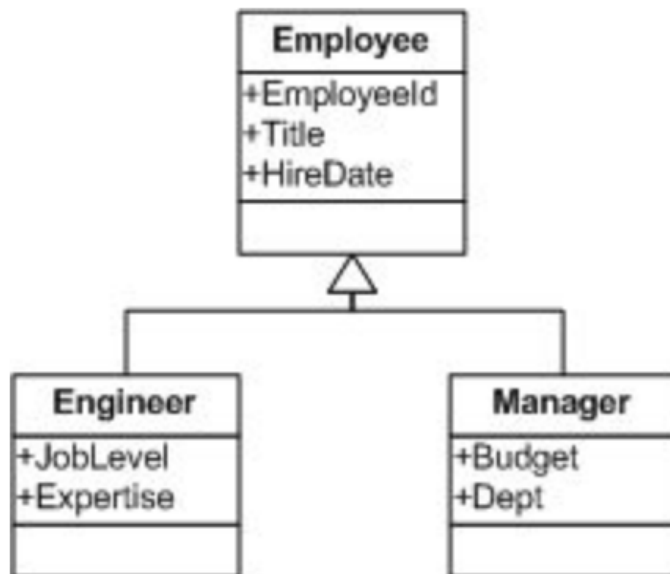 Employee
+EmployeeId
+Title
+HireDate
Engineer
+JobLevel
+Expertise
Manager
+Budget
+Dept